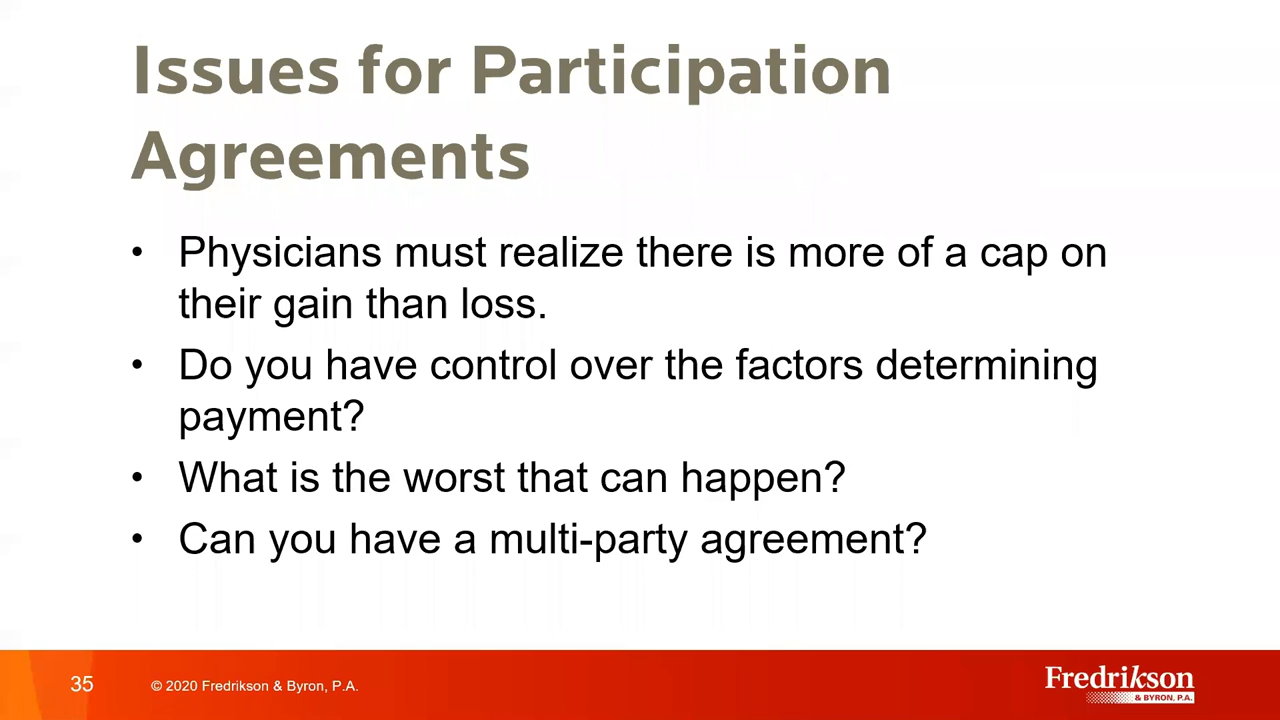 Issues for Participation
Agreements
• Physicians must realize there is more of a cap on
their gain than loss.
• Do you have control over the factors determining
payment?
• What is the worst that can happen?
• Can you have a multi-party agreement?
35
© 2020 Fredrikson & Byron, P.A.
Fredrikson
& BYRON, P.A.